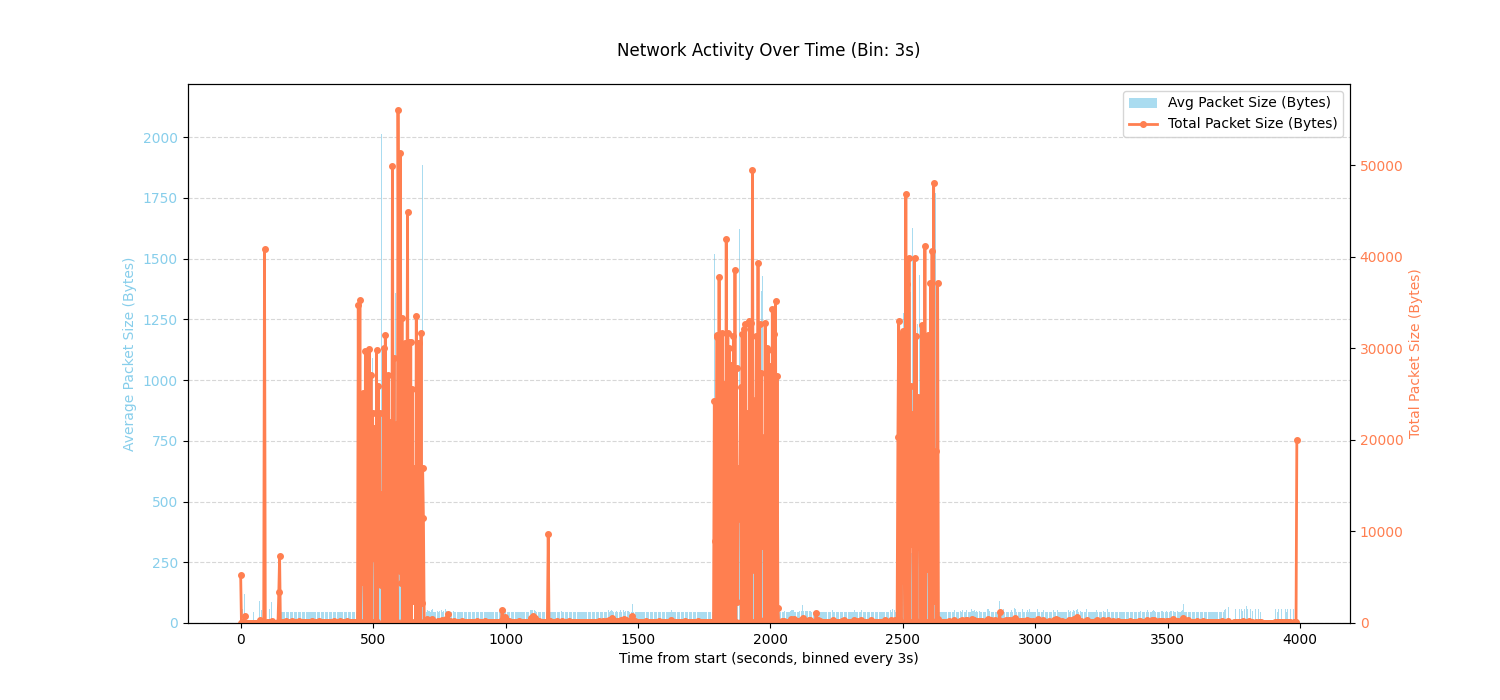 Network Activity Over Time (Bin: 3s)
Avg Packet Size (Bytes)
Total Packet Size (Bytes)
Average Packet Size (Bytes)
2000
1750
1500
1250
1000
750
500
250
0
Total Packet Size (Bytes)
50000
40000
30000
20000
10000
0
0 500 1000 1500 2000 2500 3000 3500 4000
Time from start (seconds, binned every 3s)